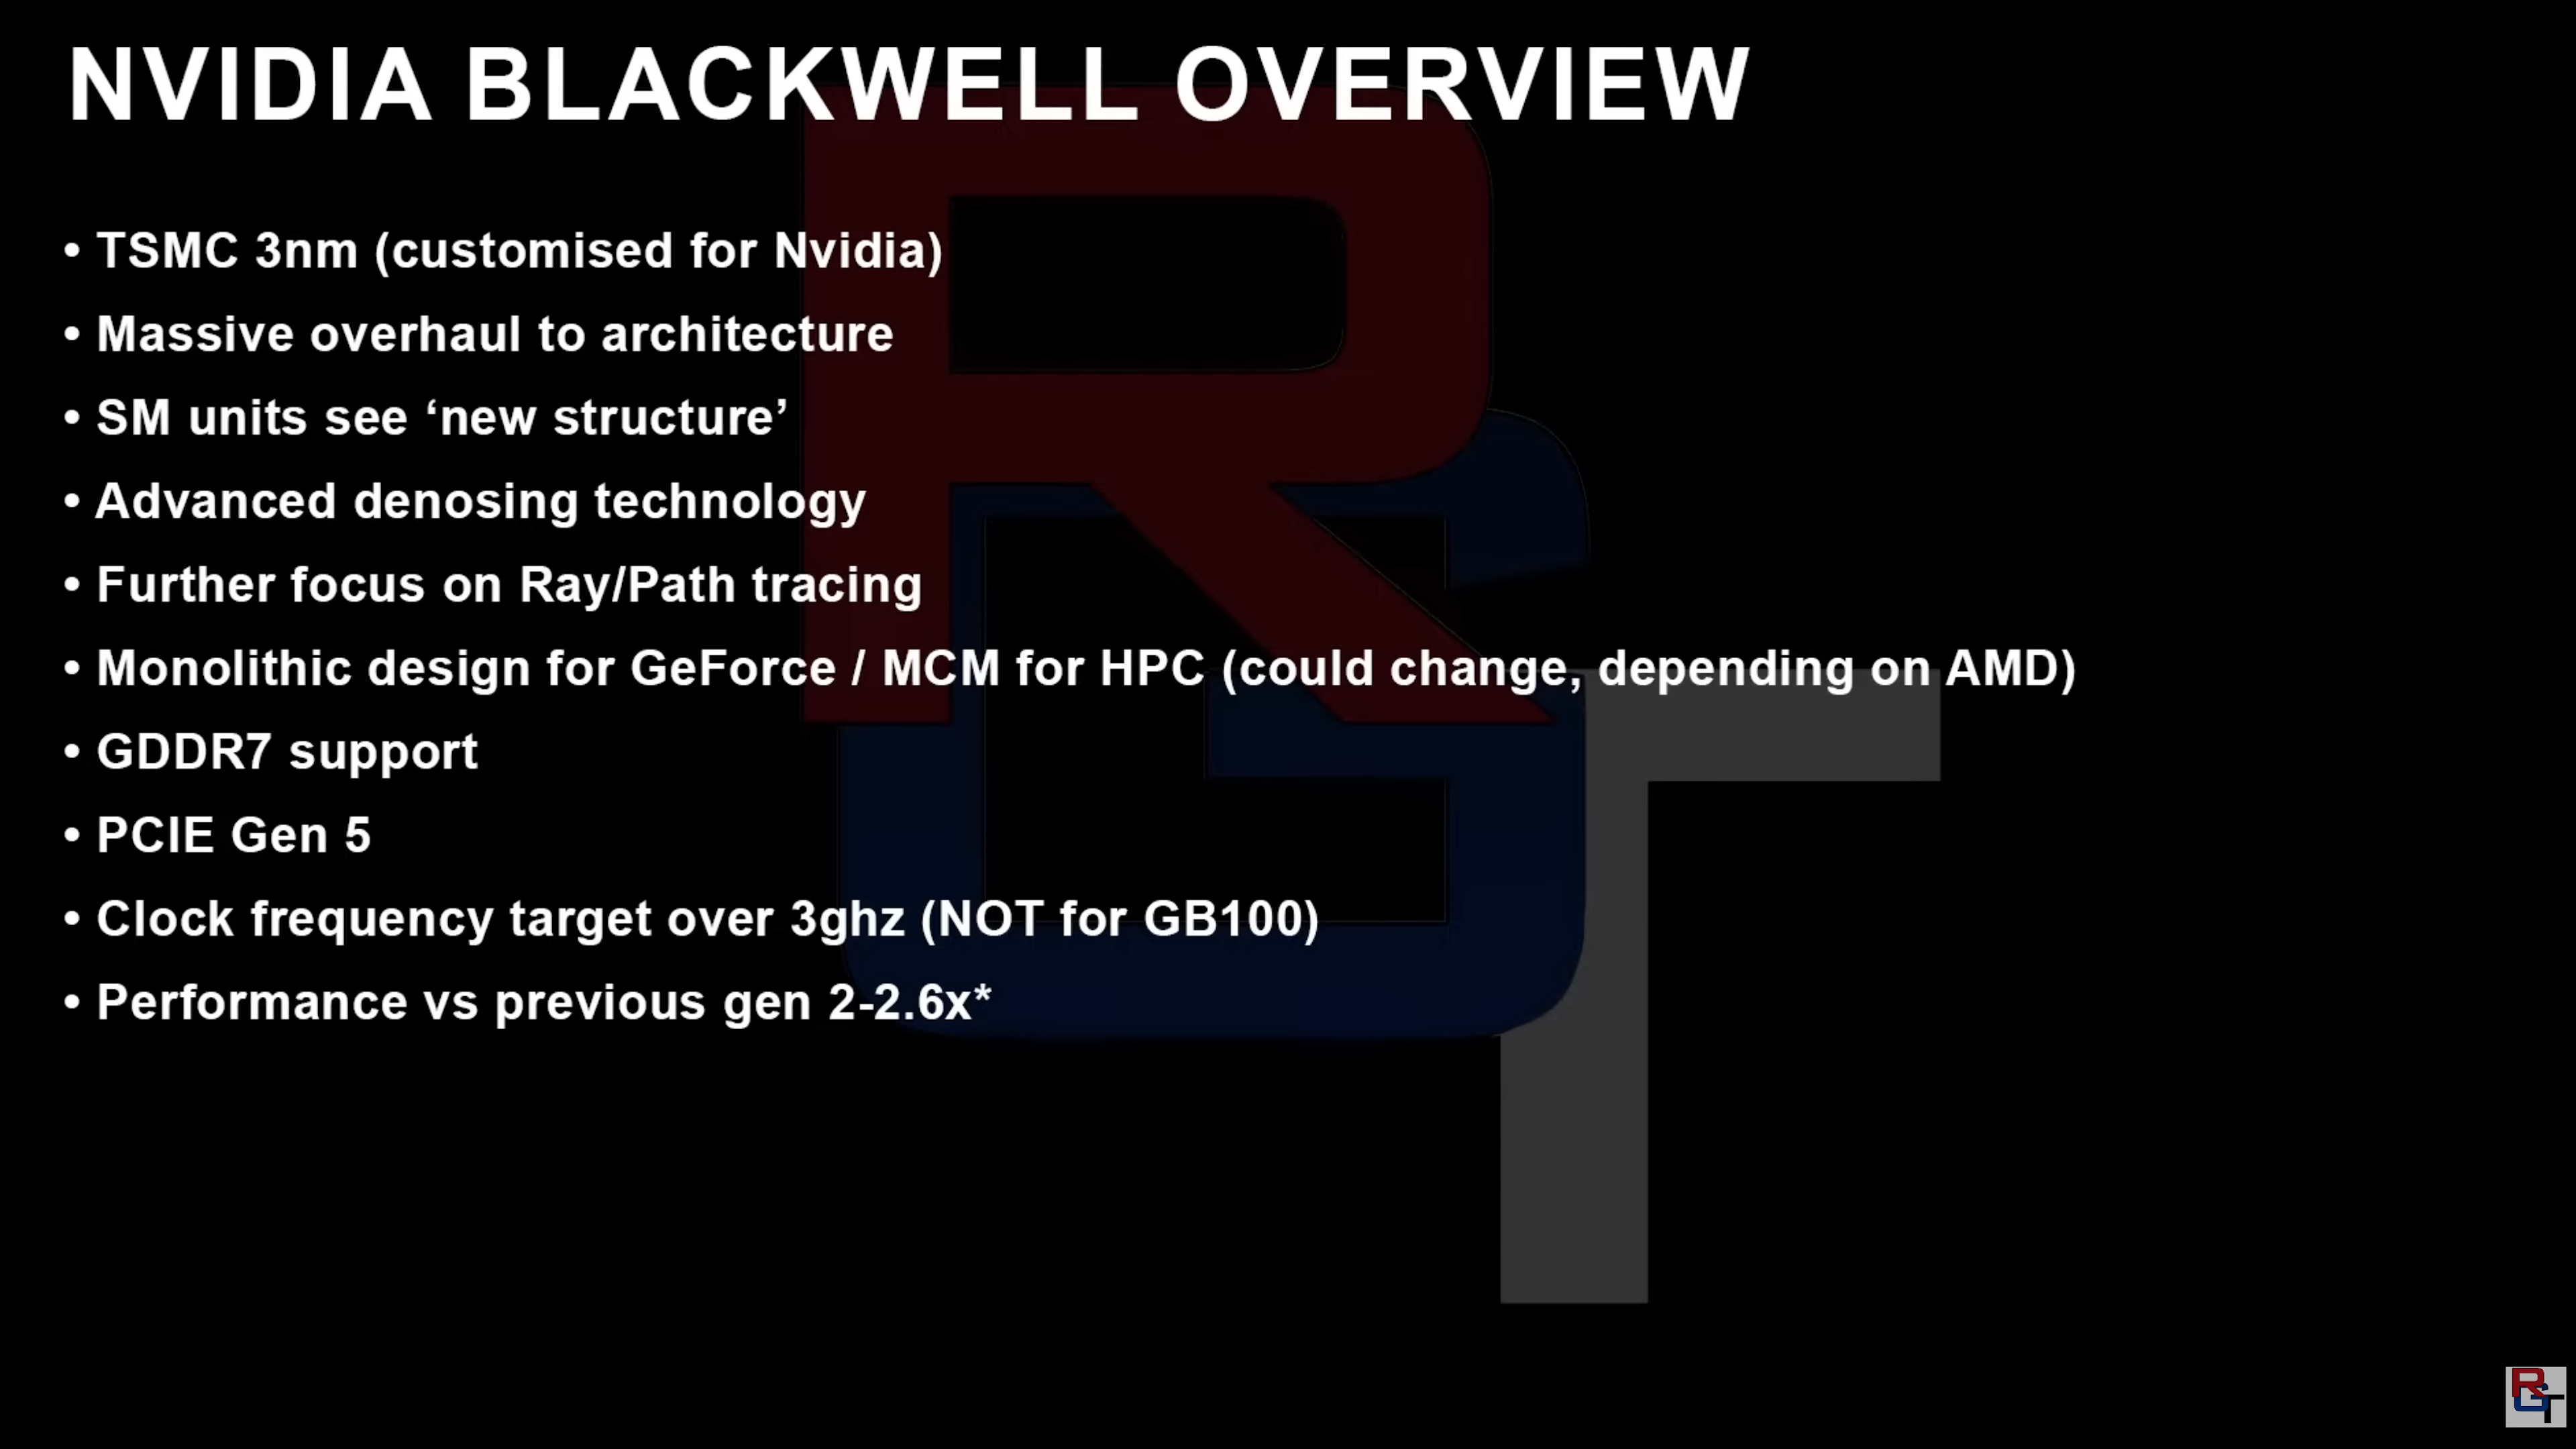 NVIDIA BLACKWELL OVERVIEW
• TSMC 3nm (customised for Nvidia)
• Massive overhaul to architecture
• SM units see ‘new structure’
• Advanced denosing technology
• Further focus on Ray/Path tracing
• Monolithic design for GeForce / MCM for HPC (could change, depending on AMD)
• GDDR7 support
• PCIE Gen 5
• Clock frequency target over 3ghz (NOT for GB100)
• Performance vs previous gen 2-2.6x*
RGT
RGT